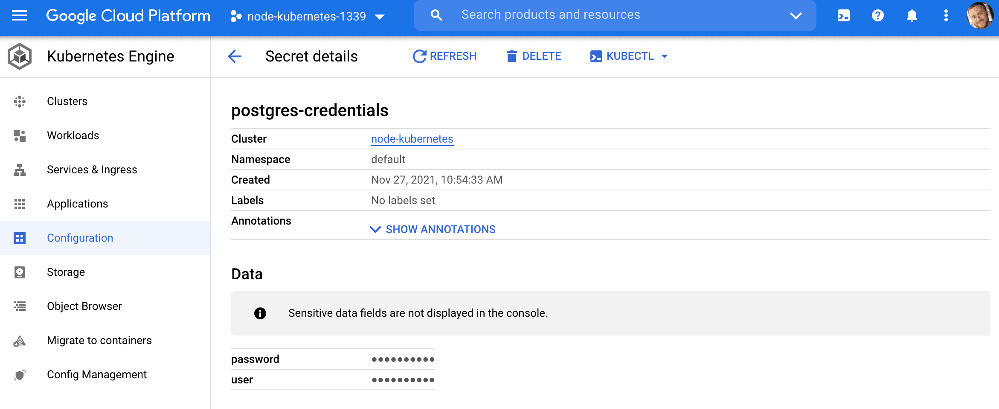 Google Cloud Platform
node-kubernetes-1339
Search products and resources
Kubernetes Engine
Secret details
REFRESH
DELETE
KUBECTL
Clusters
Workloads
Services & Ingress
Applications
Configuration
Storage
Object Browser
Migrate to containers
Config Management
postgres-credentials
Cluster node-kubernetes
Namespace default
Created Nov 27, 2021, 10:54:33 AM
Labels No labels set
Annotations SHOW ANNOTATIONS
Data
Sensitive data fields are not displayed in the console.
password ••••••••••
user ••••••••••